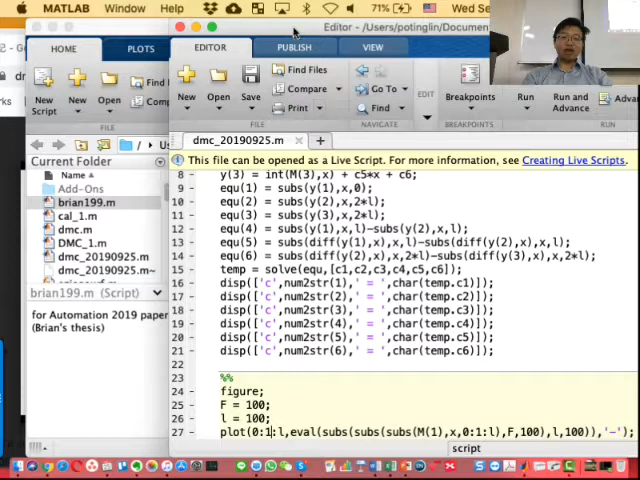 MATLAB Window Help 71% Wed Se
HOME PLOTS
Editor - /Users/potinglin/Documen
EDITOR PUBLISH VIEW
New Script New Open Find Compa
FILE
New Open Save Find Files Compare Print
FILE
Go To Find
NAVIGATE
EDIT
Breakpoints
BREAKPOINTS
Run Run and Advance Advan
RUN
/ Us
dmc_20190925.m × +
This file can be opened as a Live Script. For more information, see Creating Live Scripts.
Current Folder
Name
Add-Ons
brian199.m
cal_1.m
dmc.m
DMC_1.m
dmc_20190925.m
dmc_20190925.m~
brian199.m (Script)
for Automation 2019 paper
(Brian's thesis)
8 y(3) = int(M(3),x) + c5*x + c6;
9 equ(1) = subs(y(1),x,0);
10 equ(2) = subs(y(2),x,2*l);
11 equ(3) = subs(y(3),x,2*l);
12 equ(4) = subs(y(1),x,l)-subs(y(2),x,l);
13 equ(5) = subs(diff(y(1),x),x,l)-subs(diff(y(2),x),x,l);
14 equ(6) = subs(diff(y(2),x),x,2*l)-subs(diff(y(3),x),x,2*l);
15 temp = solve(equ,[c1,c2,c3,c4,c5,c6]);
16 disp(['c',num2str(1),' = ',char(temp.c1)]);
17 disp(['c',num2str(2),' = ',char(temp.c2)]);
18 disp(['c',num2str(3),' = ',char(temp.c3)]);
19 disp(['c',num2str(4),' = ',char(temp.c4)]);
20 disp(['c',num2str(5),' = ',char(temp.c5)]);
21 disp(['c',num2str(6),' = ',char(temp.c6)]);
22
23 %%
24 figure;
25 F = 100;
26 l = 100;
27 plot(0:1:l,eval(subs(subs(subs(M(1),x,0:1:l),F,100),l,100)),'-');
script